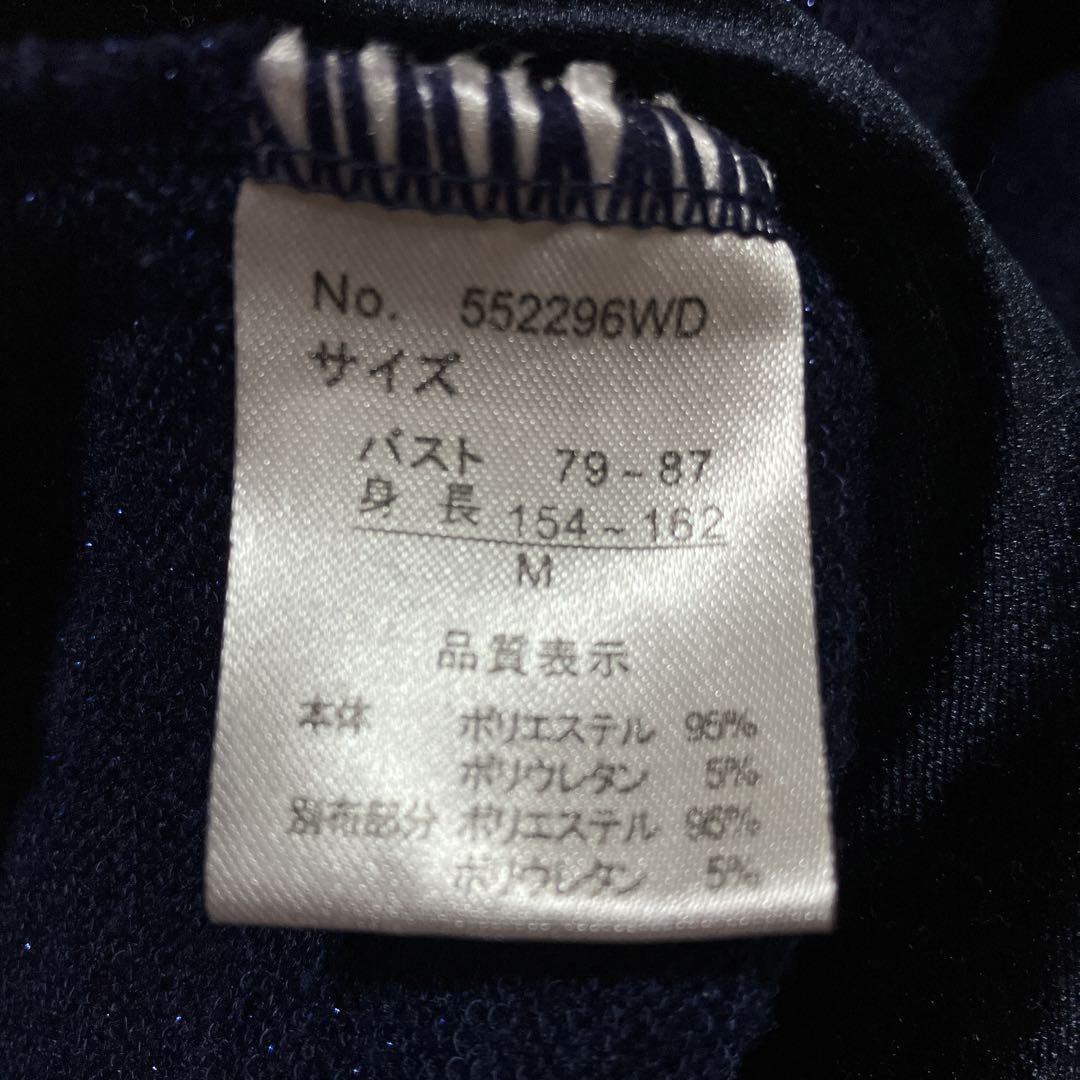 No. 552296WD
サイズ
バスト 79~87
身長 154~162
M
品質表示
本体 ポリエステル 95%
ポリウレタン 5%
別布部分 ポリエステル 95%
ポリウレタン 5%